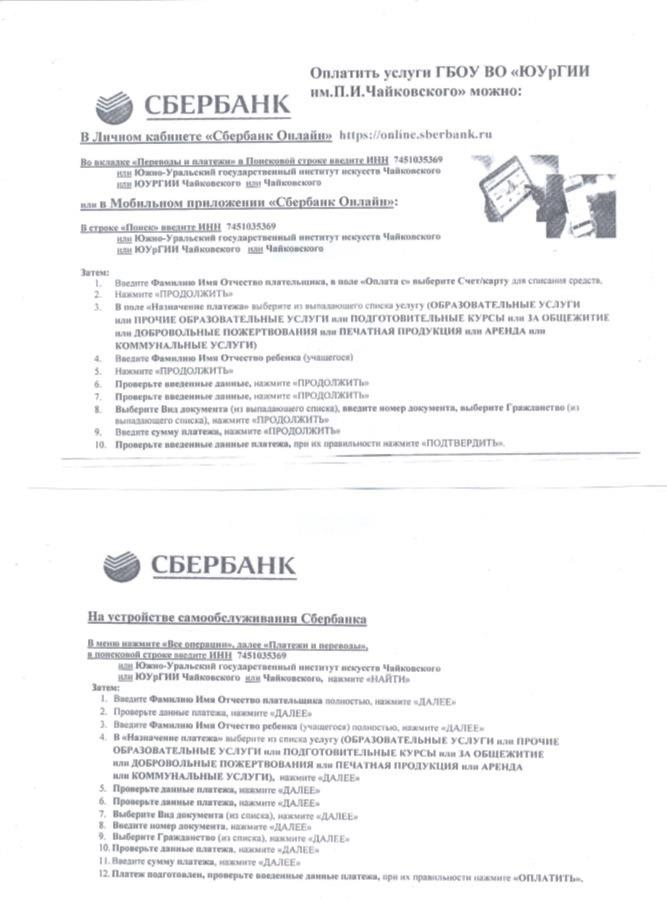 Оплатить услуги ГБОУ ВО «ЮУрГИИ
им.П.И.Чайковского» можно:
СБЕРБАНК
В Личном кабинете «Сбербанк Онлайн» https://online.sberbank.ru
Во вкладке «Переводы и платежи» в Поисковой строке введите ИНН 7451035369
или Южно-Уральский государственный институт искусств Чайковского
или ЮУРГИИ Чайковского или Чайковского
или в Мобильном приложении «Сбербанк Онлайн»:
В строке «Поиск» введите ИНН 7451035369
или Южно-Уральский государственный институт искусств Чайковского
или ЮУрГИИ Чайковского или Чайковского
Затем:
1. Введите Фамилию Имя Отчество плательщика, в поле «Оплата с» выберите Счет/карту для списания средств.
2. Нажмите «ПРОДОЛЖИТЬ»
3. В поле «Назначение платежа» выберите из выпадающего списка услугу (ОБРАЗОВАТЕЛЬНЫЕ УСЛУГИ
или ПРОЧИЕ ОБРАЗОВАТЕЛЬНЫЕ УСЛУГИ или ПОДГОТОВИТЕЛЬНЫЕ КУРСЫ или ЗА ОБЩЕЖИТИЕ
или ДОБРОВОЛЬНЫЕ ПОЖЕРТВОВАНИЯ или ПЕЧАТНАЯ ПРОДУКЦИЯ или АРЕНДА или
КОММУНАЛЬНЫЕ УСЛУГИ)
4. Введите Фамилию Имя Отчество ребенка (учащегося)
5. Нажмите «ПРОДОЛЖИТЬ»
6. Проверьте введенные данные, нажмите «ПРОДОЛЖИТЬ»
7. Проверьте введенные данные, нажмите «ПРОДОЛЖИТЬ»
8. Выберите Вид документа (из выпадающего списка), введите номер документа, выберите Гражданство (из
выпадающего списка), нажмите «ПРОДОЛЖИТЬ»
9. Введите сумму платежа, нажмите «ПРОДОЛЖИТЬ»
10. Проверьте введенные данные платежа, при их правильности нажмите «ПОДТВЕРДИТЬ».
СБЕРБАНК
На устройстве самообслуживания Сбербанка
В меню нажмите «Все операции», далее «Платежи и переводы»,
в поисковой строке введите ИНН 7451035369
или Южно-Уральский государственный институт искусств Чайковского
или ЮУрГИИ Чайковского или Чайковского, нажмите «НАЙТИ»
Затем:
1. Введите Фамилию Имя Отчество плательщика полностью, нажмите «ДАЛЕЕ»
2. Проверьте данные платежа, нажмите «ДАЛЕЕ»
3. Введите Фамилию Имя Отчество ребенка (учащегося) полностью, нажмите «ДАЛЕЕ»
4. В «Назначение платежа» выберите из списка услугу (ОБРАЗОВАТЕЛЬНЫЕ УСЛУГИ или ПРОЧИЕ
ОБРАЗОВАТЕЛЬНЫЕ УСЛУГИ или ПОДГОТОВИТЕЛЬНЫЕ КУРСЫ или ЗА ОБЩЕЖИТИЕ
или ДОБРОВОЛЬНЫЕ ПОЖЕРТВОВАНИЯ или ПЕЧАТНАЯ ПРОДУКЦИЯ или АРЕНДА
или КОММУНАЛЬНЫЕ УСЛУГИ), нажмите «ДАЛЕЕ»
5. Проверьте данные платежа, нажмите «ДАЛЕЕ»
6. Проверьте данные платежа, нажмите «ДАЛЕЕ»
7. Выберите Вид документа (из списка), нажмите «ДАЛЕЕ»
8. Введите номер документа, нажмите «ДАЛЕЕ»
9. Выберите Гражданство (из списка), нажмите «ДАЛЕЕ»
10. Проверьте данные платежа, нажмите «ДАЛЕЕ»
11. Введите сумму платежа, нажмите «ДАЛЕЕ»
12. Платеж подготовлен, проверьте введенные данные платежа, при их правильности нажмите «ОПЛАТИТЬ».